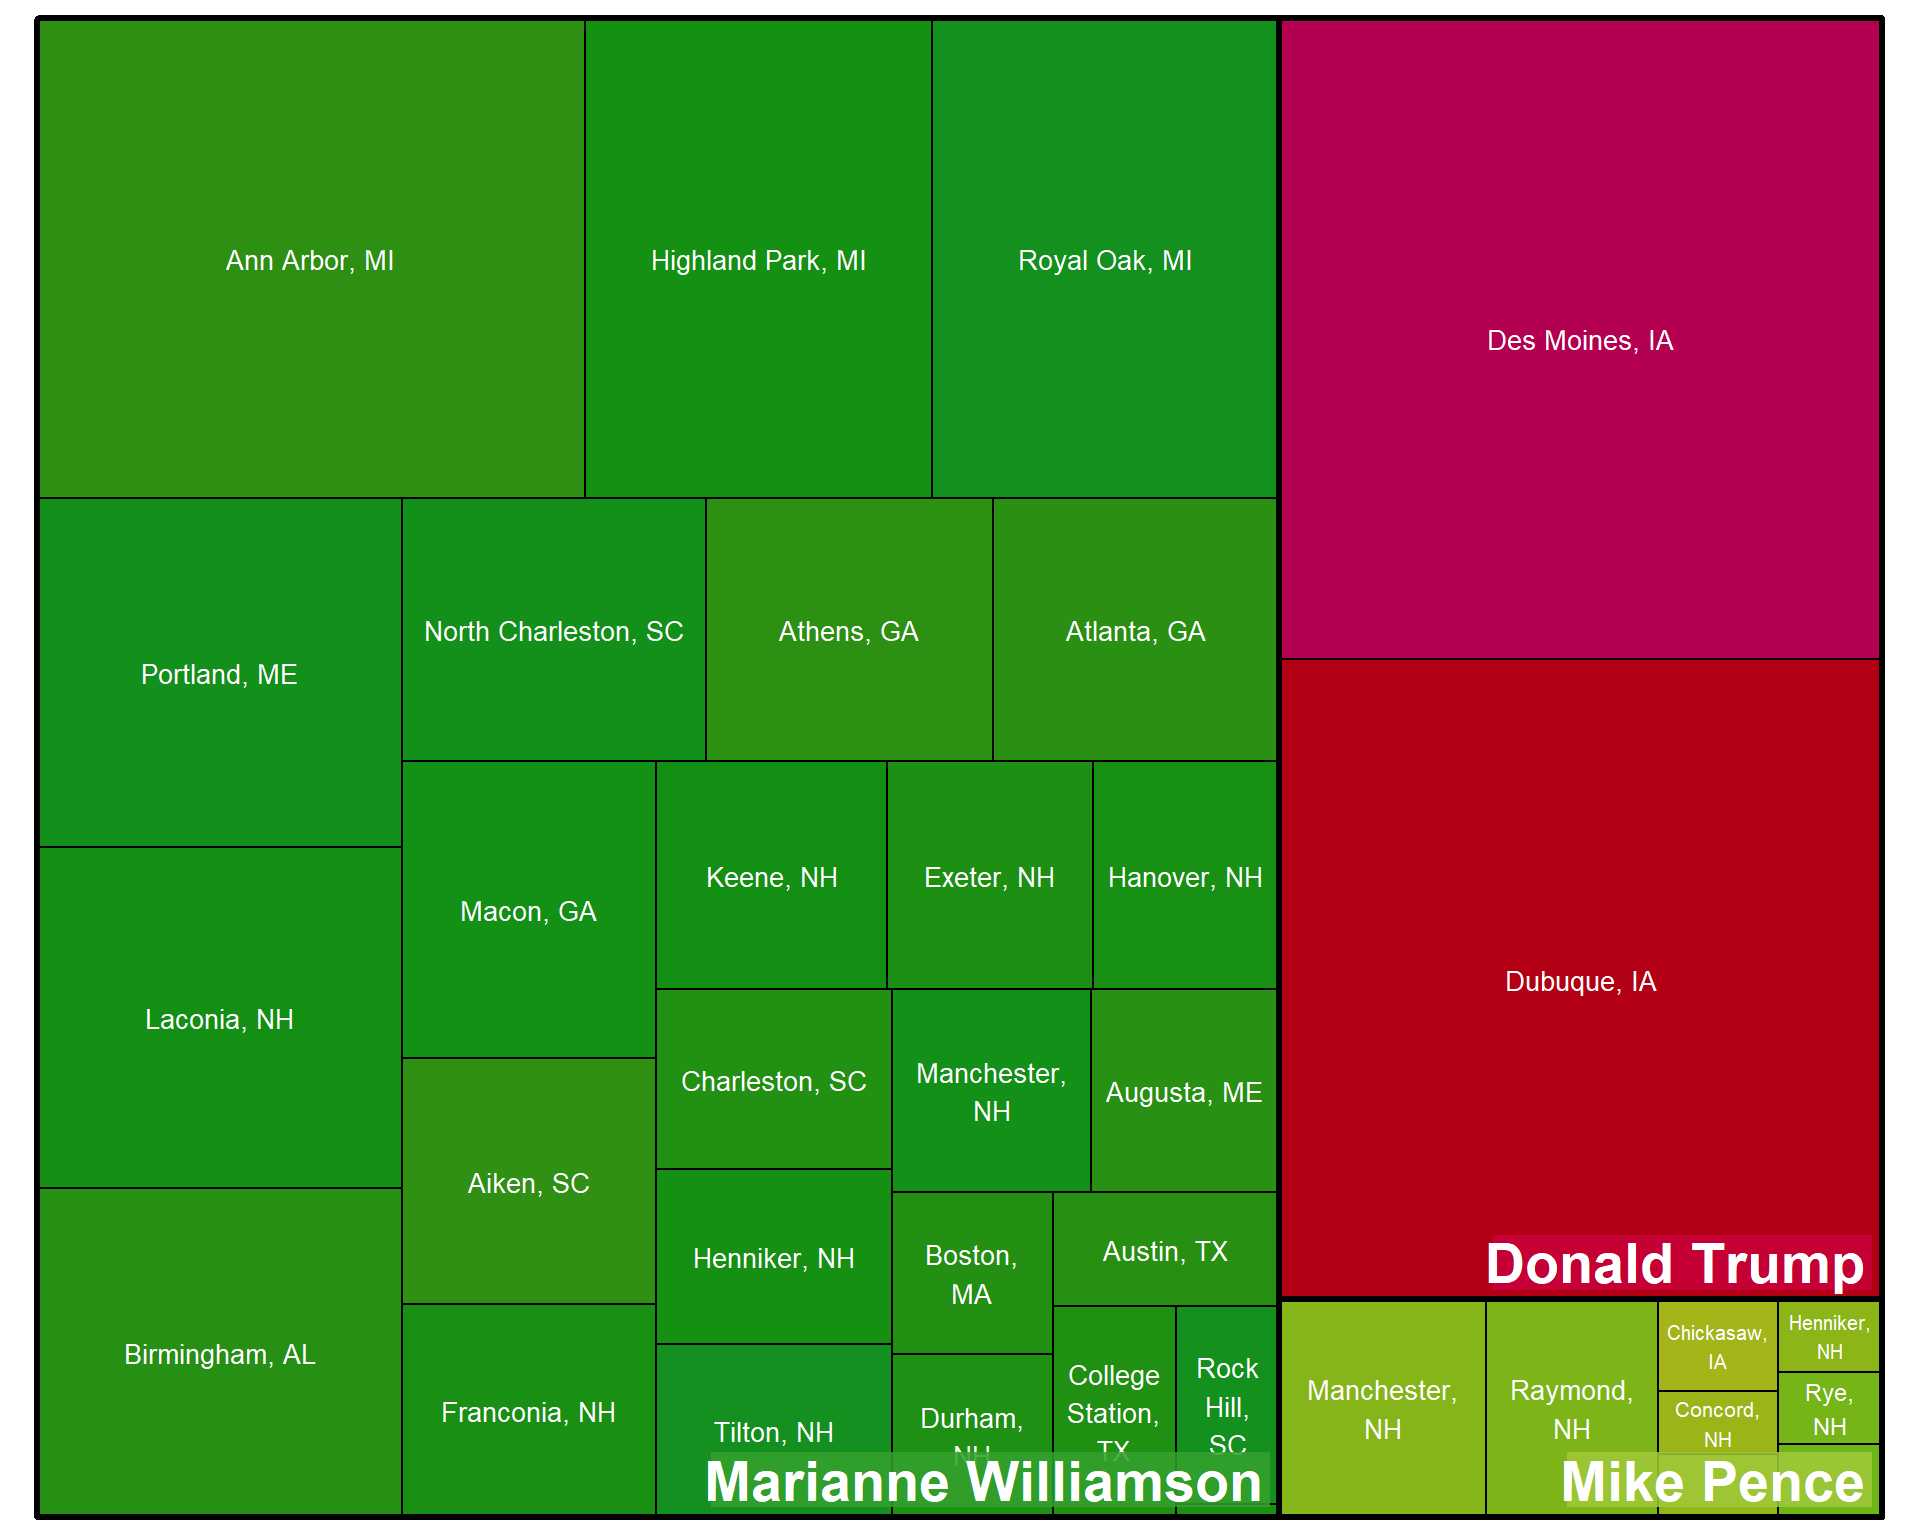 Ann Arbor, MI
Highland Park, MI
Royal Oak, MI
Des Moines, IA
Portland, ME
North Charleston, SC
Athens, GA
Atlanta, GA
Laconia, NH
Macon, GA
Keene, NH
Exeter, NH
Hanover, NH
Dubuque, IA
Charleston, SC
Manchester,
NH
Augusta, ME
Aiken, SC
Birmingham, AL
Henniker, NH
Boston,
MA
Austin, TX
Franconia, NH
Tilton, NH
Durham,
NH
College
Station,
TX
Rock
Hill,
SC
Marianne Williamson
Donald Trump
Manchester,
NH
Raymond,
NH
Chickasaw,
IA
Concord,
NH
Henniker,
NH
Rye,
NH
Mike Pence